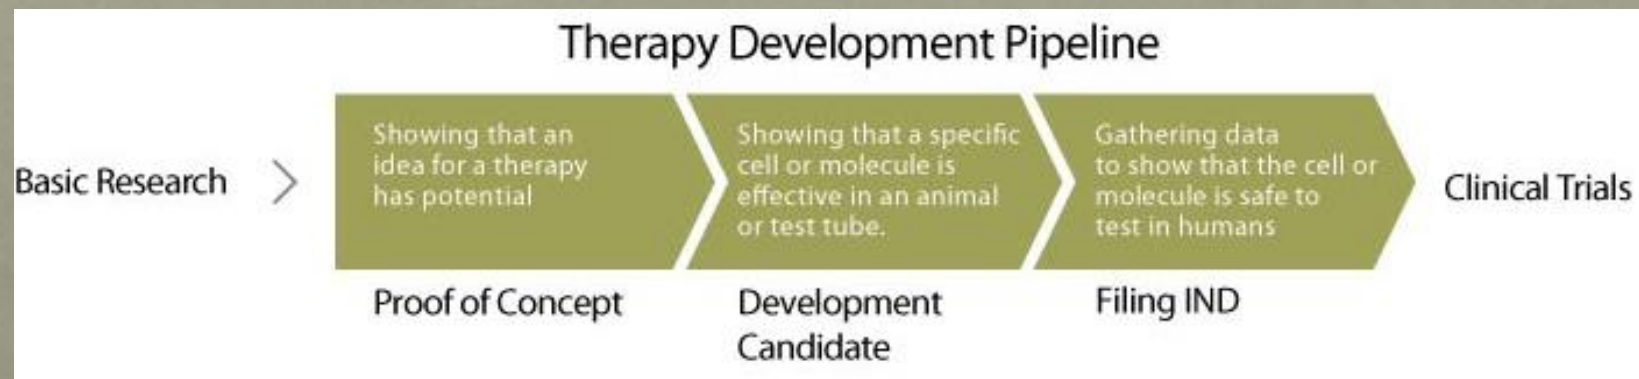 Therapy Development Pipeline
Basic Research
Showing that an
idea for a therapy
has potential
Proof of Concept
Showing that a specific
cell or molecule is
effective in an animal
or test tube.
Development
Candidate
Gathering data
to show that the cell or
molecule is safe to
test in humans
Filing IND
Clinical Trials